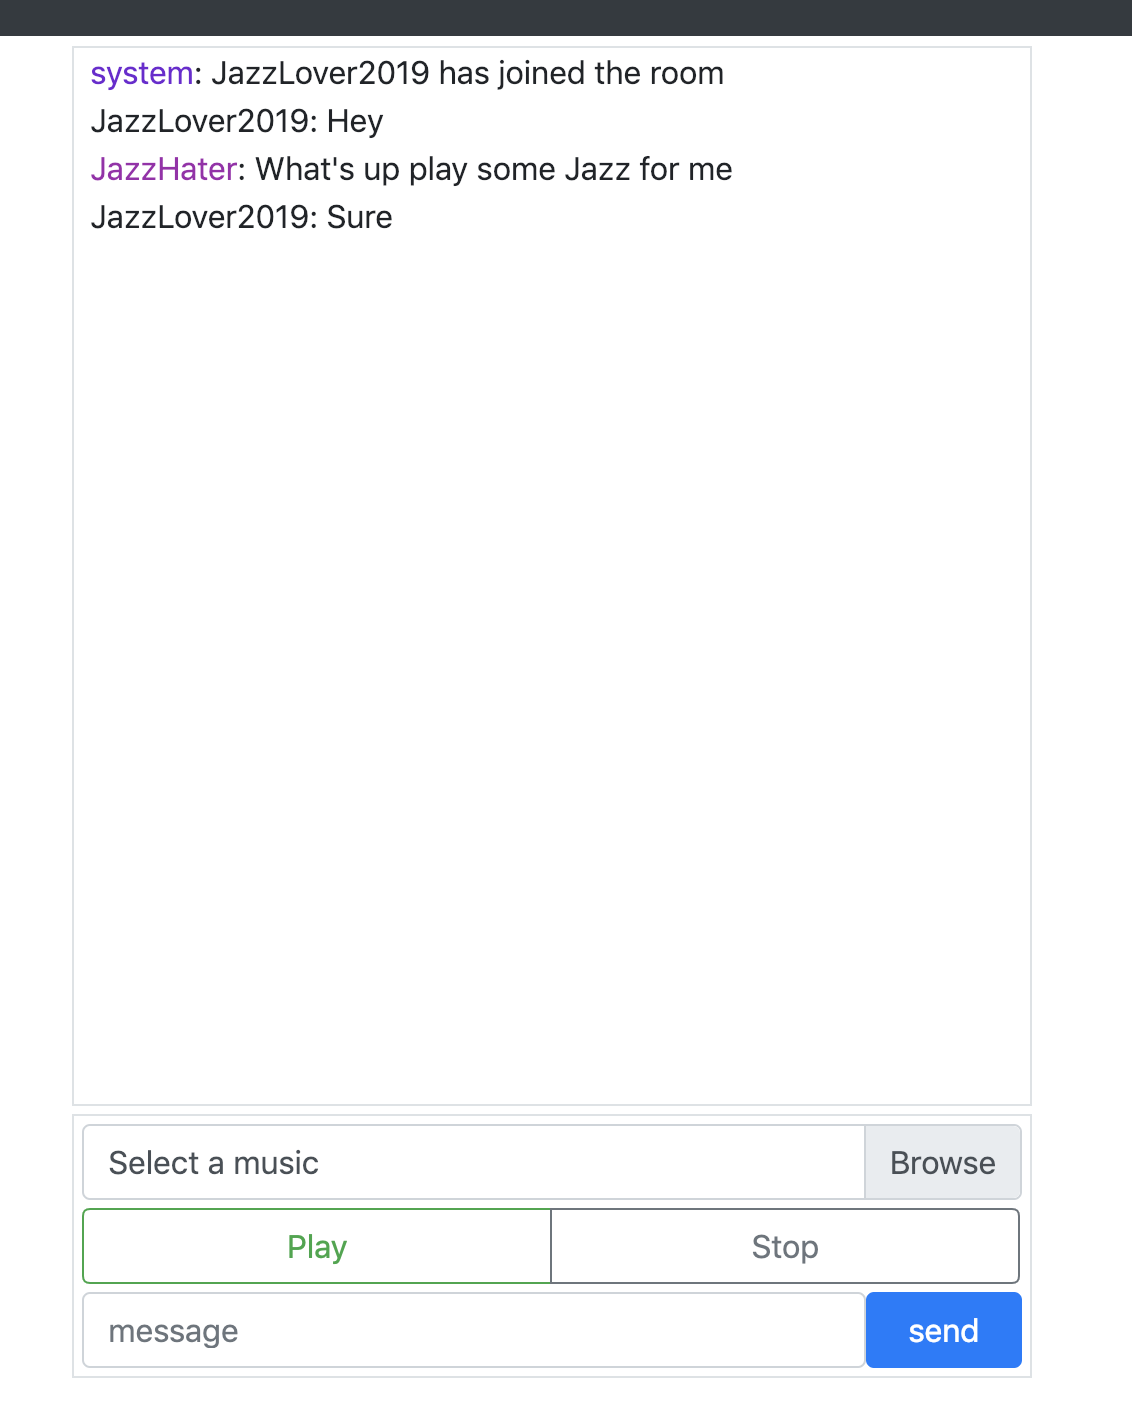 system: JazzLover2019 has joined the room
JazzLover2019: Hey
JazzHater: What's up play some Jazz for me
JazzLover2019: Sure
Select a music
Browse
Play
Stop
message
send